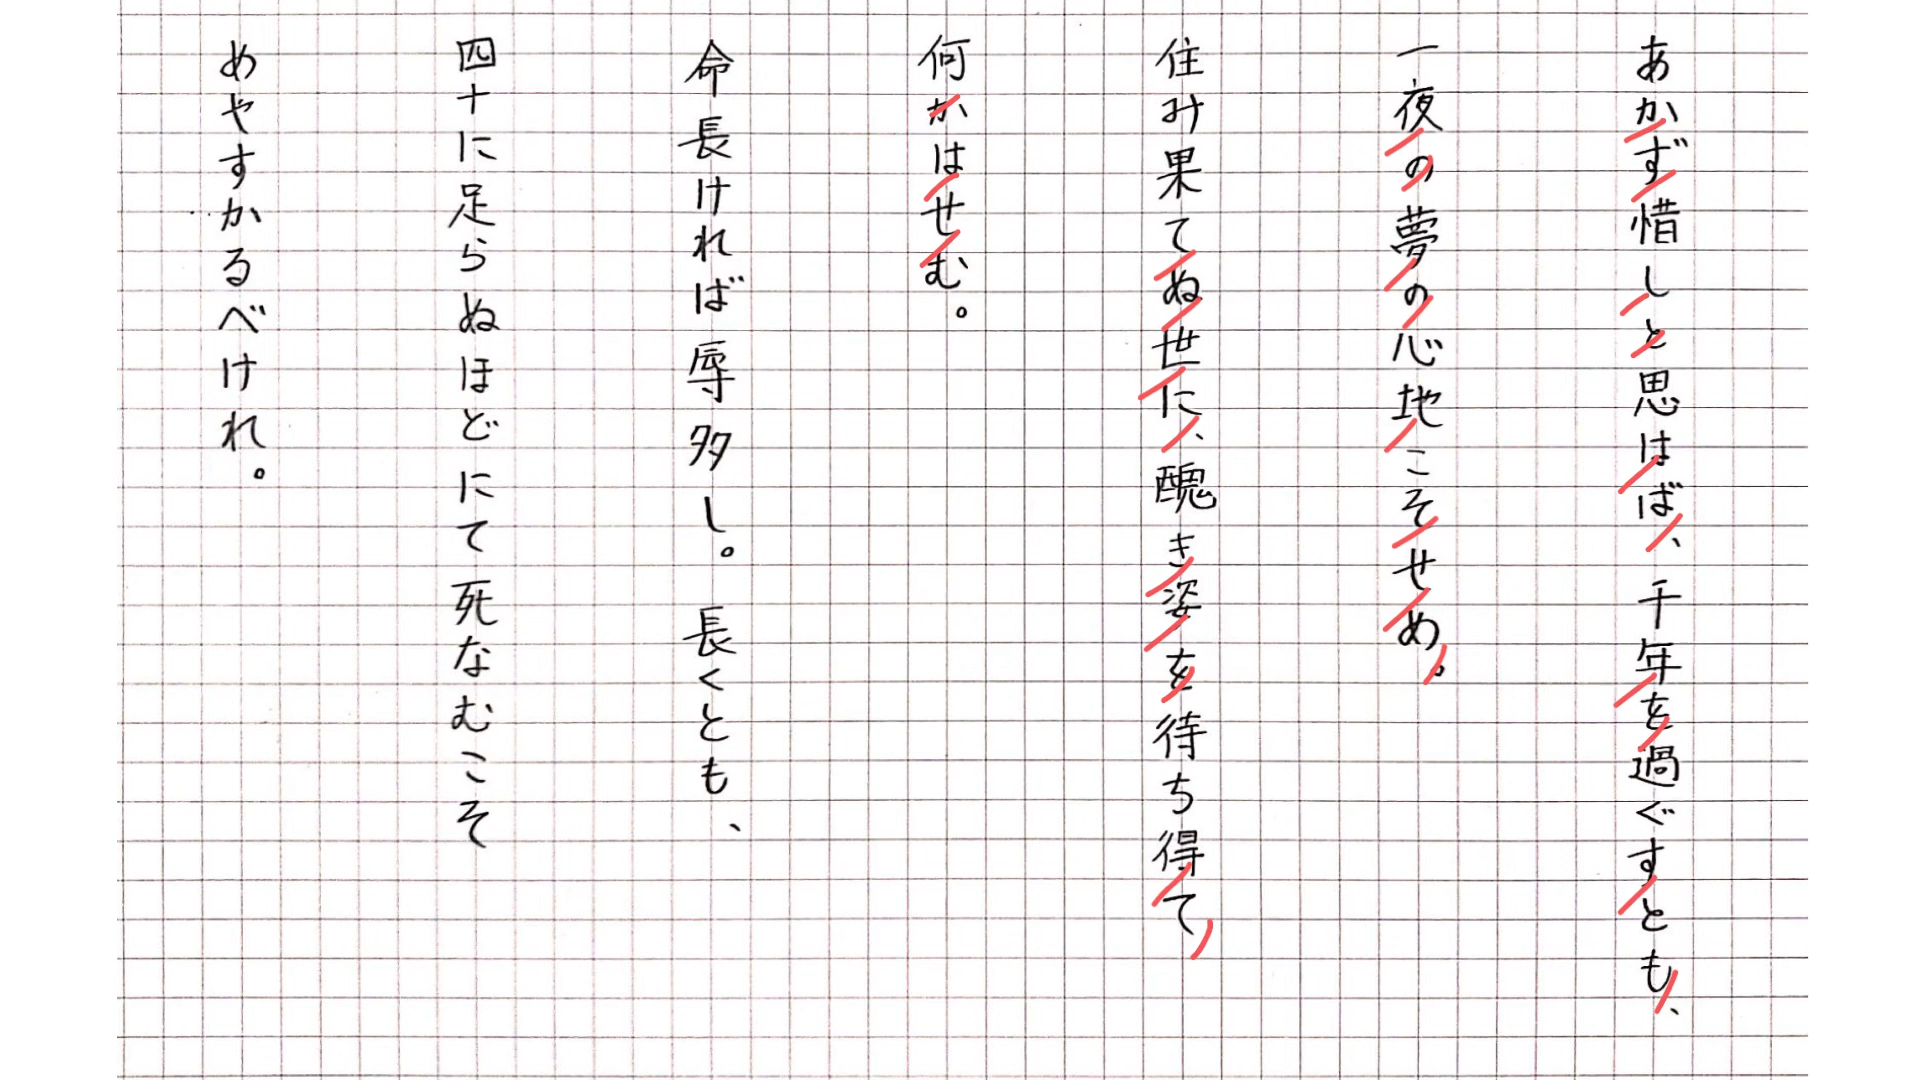 あかず惜しと思はば、千年を過ぐすとも、
一夜の夢の心地こそせめ。
住み果てぬ世に、醜き姿を待ち得て
何かはせむ。
命長ければ辱多し。長くとも、
四十に足らぬほどにて死なむこそ
めやすかるべけれ。